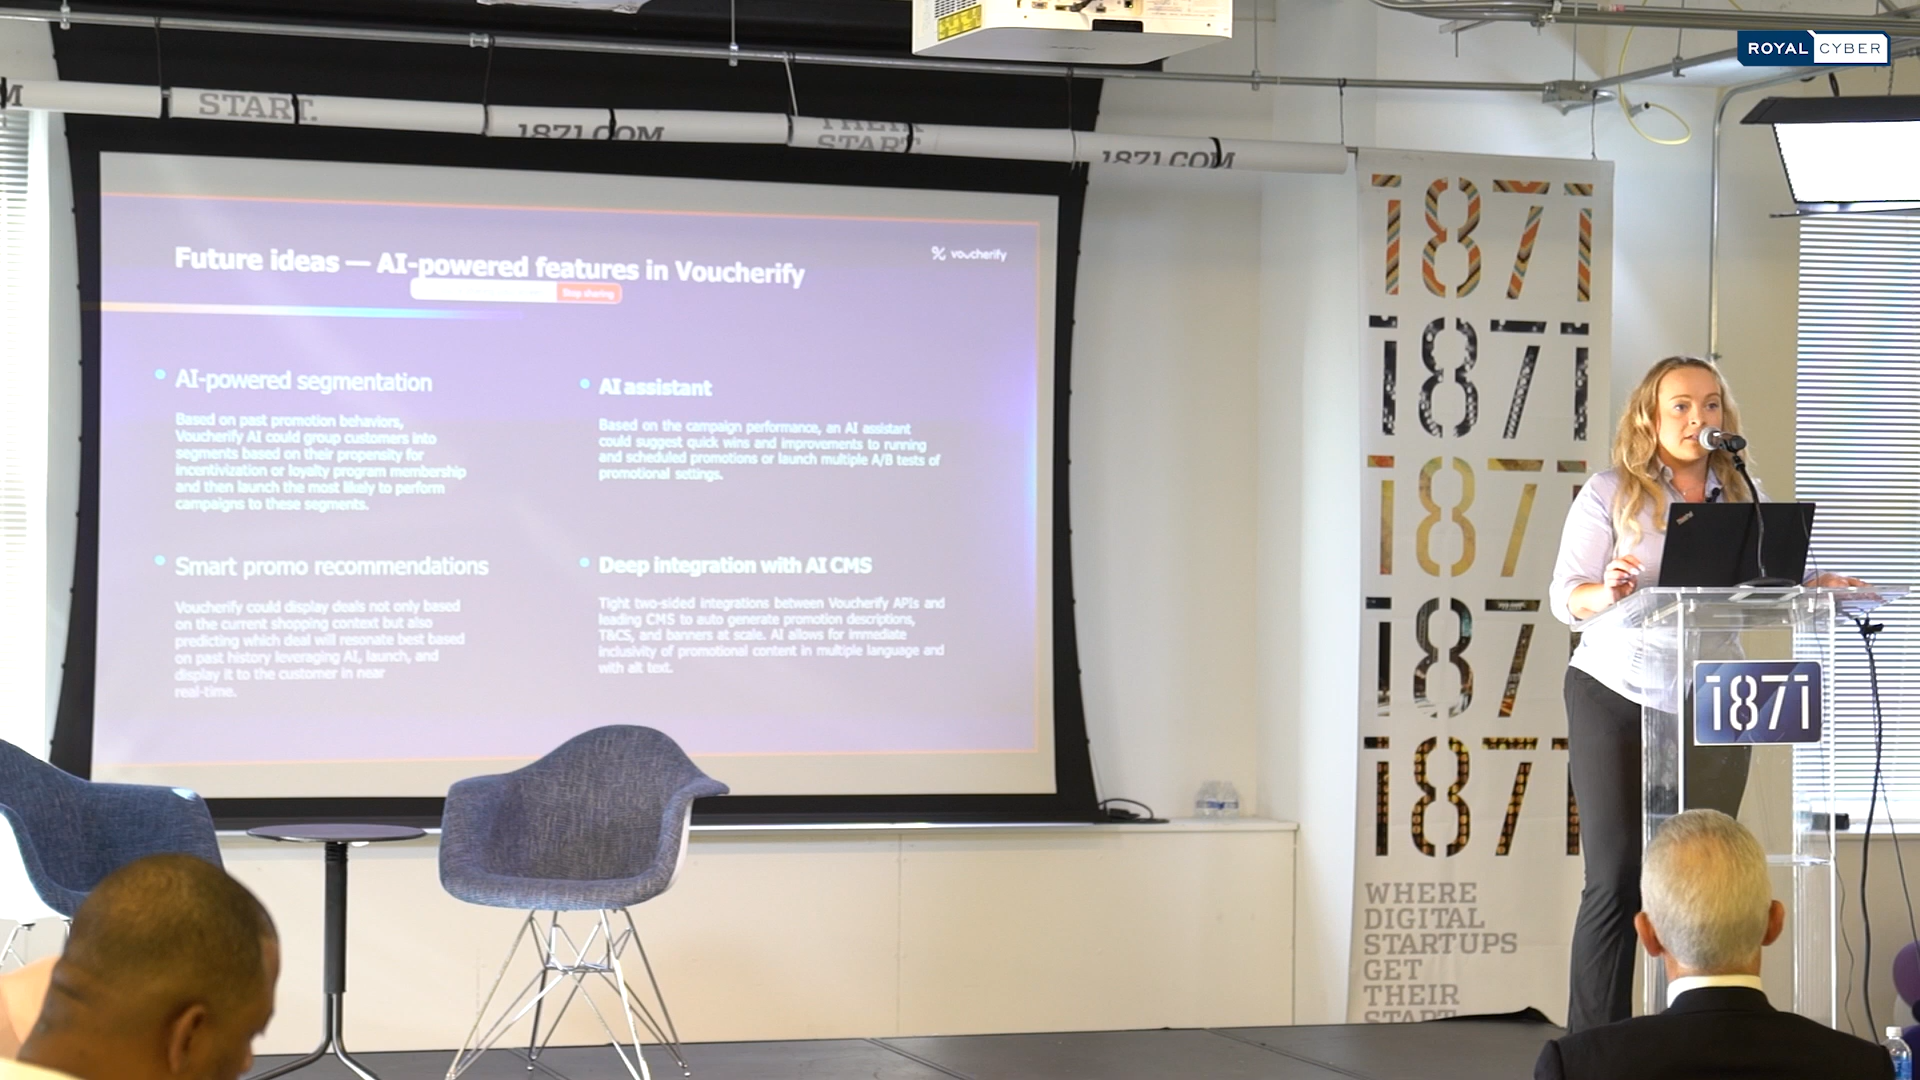 ROYAL CYBER
START.
1871.COM
THEIR
START
1871.COM
Future ideas — AI-powered features in Voucherify
voucherify
Stop sharing
AI-powered segmentation
Based on past promotion behaviors,
Voucherify AI could group customers into
segments based on their propensity for
incentivization or loyalty program membership
and then launch the most likely to perform
campaigns to these segments.
AI assistant
Based on the campaign performance, an AI assistant
could suggest quick wins and improvements to running
and scheduled promotions or launch multiple A/B tests of
promotional settings.
Smart promo recommendations
Voucherify could display deals not only based
on the current shopping context but also
predicting which deal will resonate best based
on past history leveraging AI, launch, and
display it to the customer in near
real-time.
Deep integration with AI CMS
Tight two-sided integrations between Voucherify APIs and
leading CMS to auto generate promotion descriptions,
T&CS, and banners at scale. AI allows for immediate
inclusivity of promotional content in multiple language and
with alt text.
1871
1871
1871
1871
1871
WHERE
DIGITAL
STARTUPS
GET
THEIR
START
ThinkPad
1871